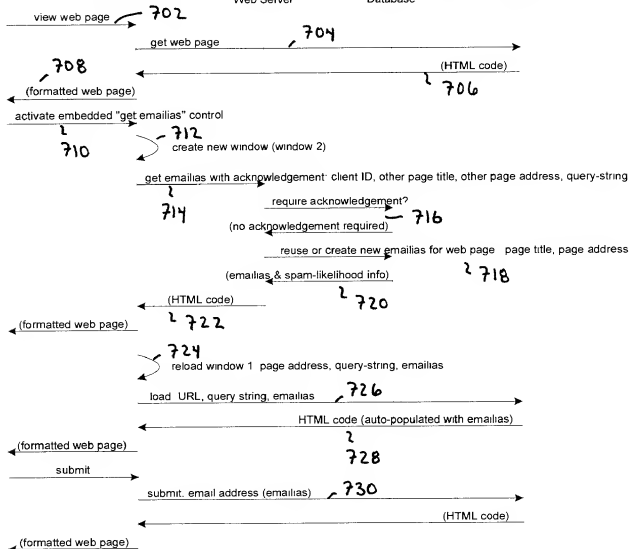 Web Server Database
view web page 702
get web page 704
708 (HTML code)
(formatted web page) 706
activate embedded "get emailias" control
710 712
create new window (window 2)
get emailias with acknowledgement: client ID, other page title, other page address, query-string
714 require acknowledgement?
(no acknowledgement required) 716
reuse or create new emailias for web page page title, page address
(emailias & spam-likelihood info) 718
720
(HTML code)
(formatted web page) 722
724
reload window 1 page address, query-string, emailias
load URL, query string, emailias 726
HTML code (auto-populated with emailias)
(formatted web page) 728
submit
submit. email address (emailias) 730
(HTML code)
(formatted web page)